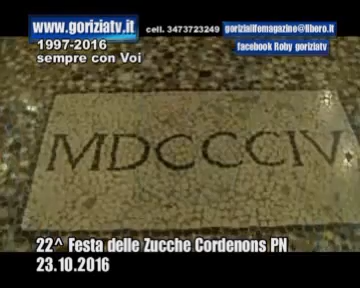 www.goriziatv.it cell. 3473723249 gorizialifomagazine@libero.it
1997-2016 facebook Roby goriziatv
sempre con Voi
MDCCCIV
22^ Festa delle Zucche Cordenons PN
23.10.2016